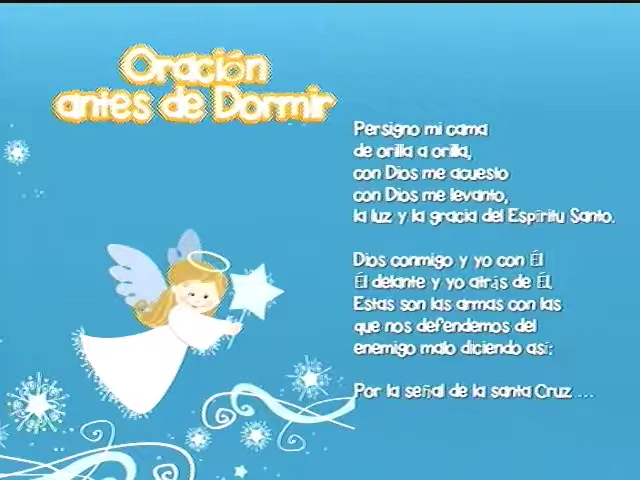 Oración
antes de Dormir
Persigno mi cama
de orilla a orilla,
con Dios me acuesto
con Dios me levanto,
la luz y la gracia del Espíritu Santo.
Dios conmigo y yo con Él
Él delante y yo atrás de Él.
Estas son las armas con las
que nos defendemos del
enemigo malo diciendo así:
Por la señal de la santa Cruz ...